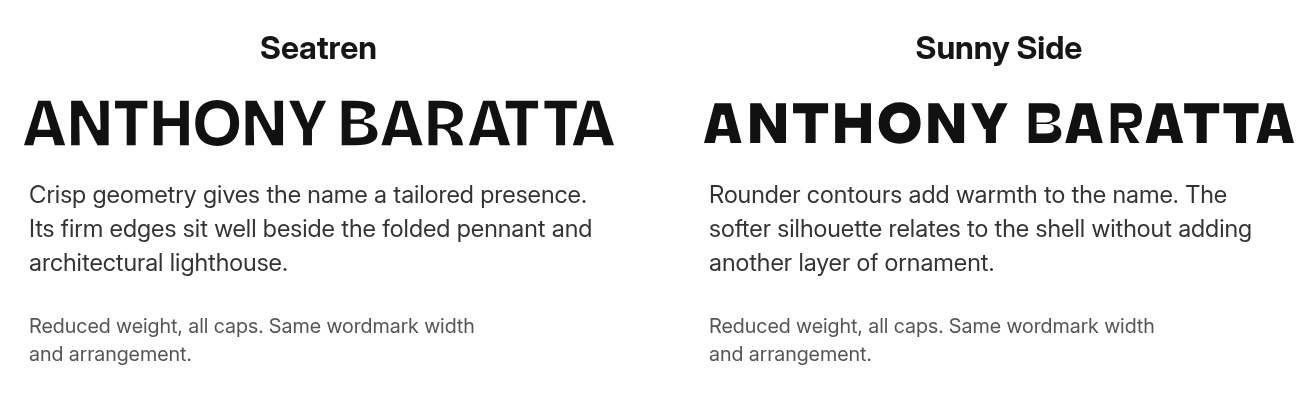 Seatren
ANTHONY BARATTA
Crisp geometry gives the name a tailored presence.
Its firm edges sit well beside the folded pennant and
architectural lighthouse.
Reduced weight, all caps. Same wordmark width
and arrangement.
Sunny Side
ANTHONY BARATTA
Rounder contours add warmth to the name. The
softer silhouette relates to the shell without adding
another layer of ornament.
Reduced weight, all caps. Same wordmark width
and arrangement.